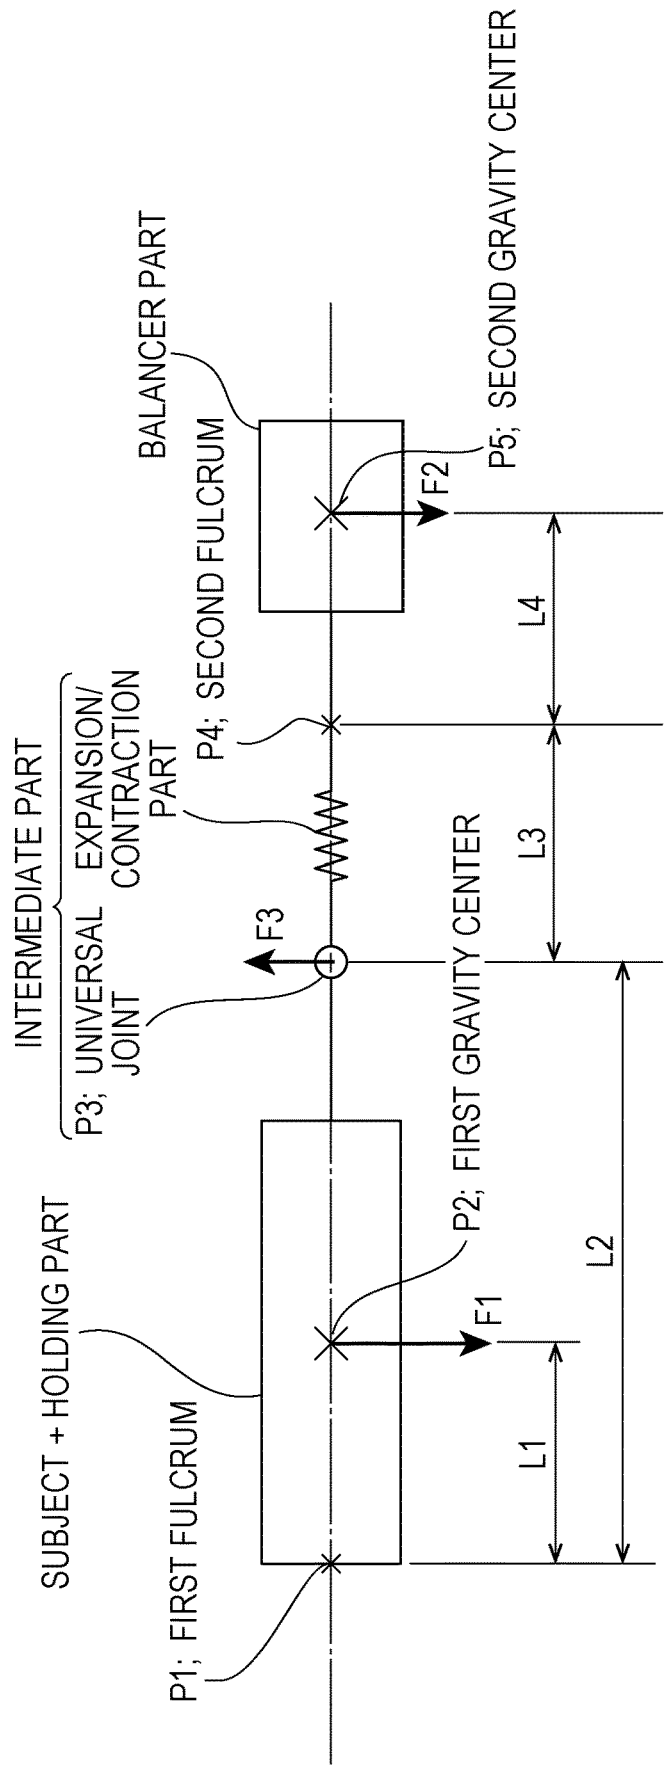 INTERMEDIATE PART
P3; UNIVERSAL
JOINT
EXPANSION/
CONTRACTION
PART
SUBJECT + HOLDING PART
BALANCER PART
P1; FIRST FULCRUM
P4; SECOND FULCRUM
F3
F1
F2
P2; FIRST GRAVITY CENTER
P5; SECOND GRAVITY CENTER
L1
L3
L4
L2